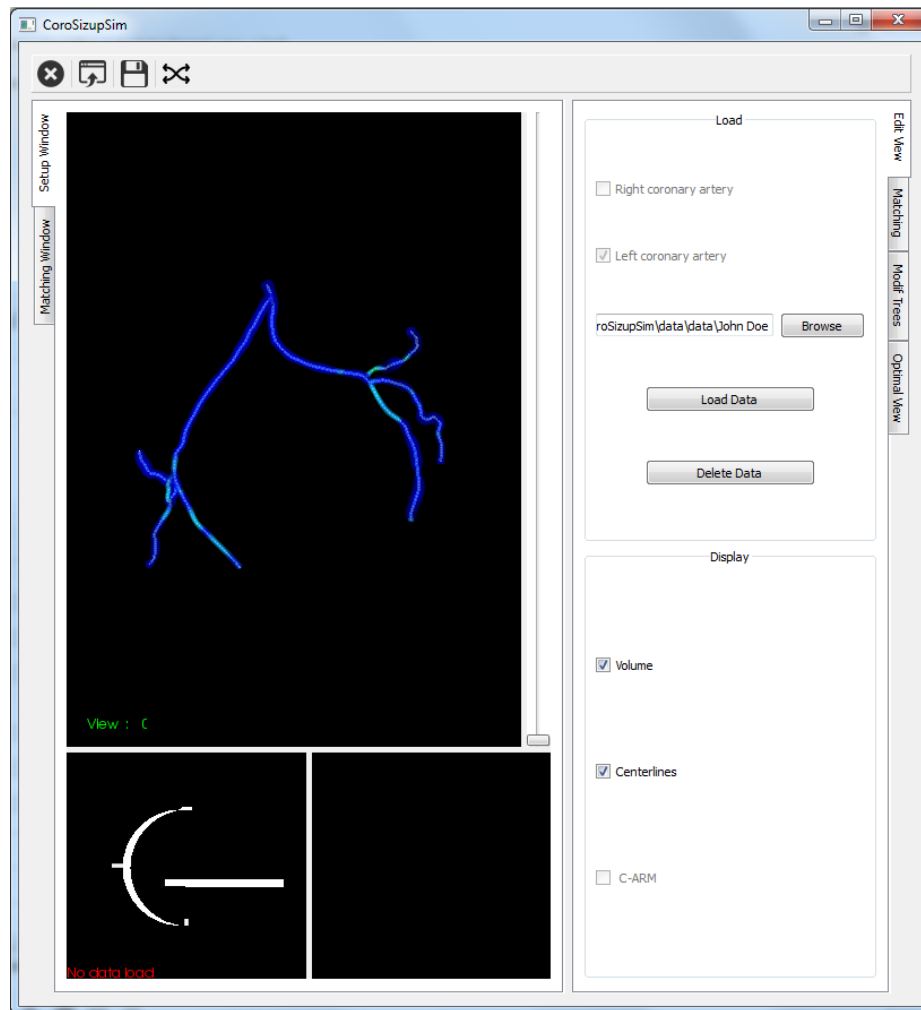 CoroSizupSim
Setup Window
Matching Window
View : 0
No data load
Load
Right coronary artery
Left coronary artery
roSizupSim\data\data\John Doe
Browse
Load Data
Delete Data
Display
Volume
Centerlines
C-ARM
Edit View
Matching
Modif Trees
Optimal View